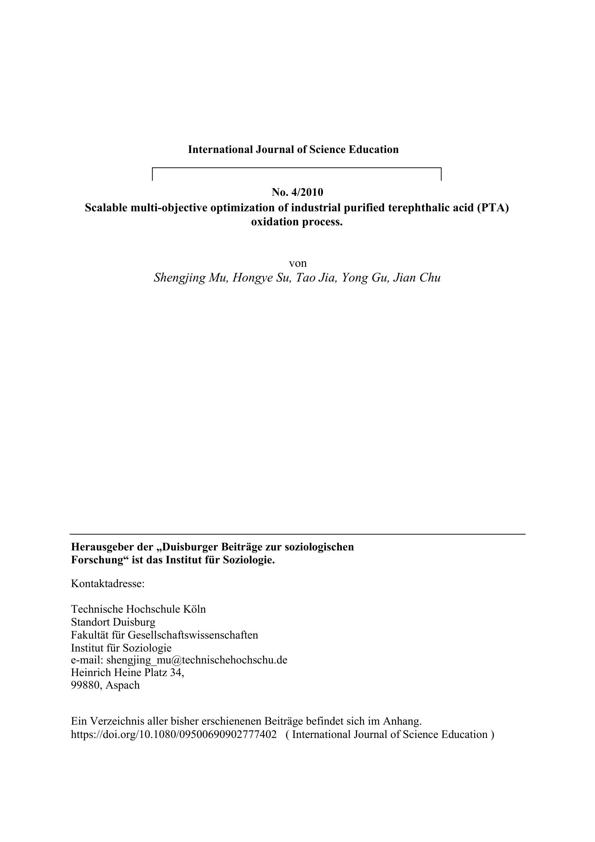 International Journal of Science Education
No. 4/2010
Scalable multi-objective optimization of industrial purified terephthalic acid (PTA)
oxidation process.
von
Shengjing Mu, Hongye Su, Tao Jia, Yong Gu, Jian Chu
Herausgeber der „Duisburger Beiträge zur soziologischen
Forschung“ ist das Institut für Soziologie.
Kontaktadresse:
Technische Hochschule Köln
Standort Duisburg
Fakultät für Gesellschaftswissenschaften
Institut für Soziologie
e-mail: shengjing_mu@technischehochschu.de
Heinrich Heine Platz 34,
99880, Aspach
Ein Verzeichnis aller bisher erschienenen Beiträge befindet sich im Anhang.
https://doi.org/10.1080/09500690902777402 ( International Journal of Science Education )